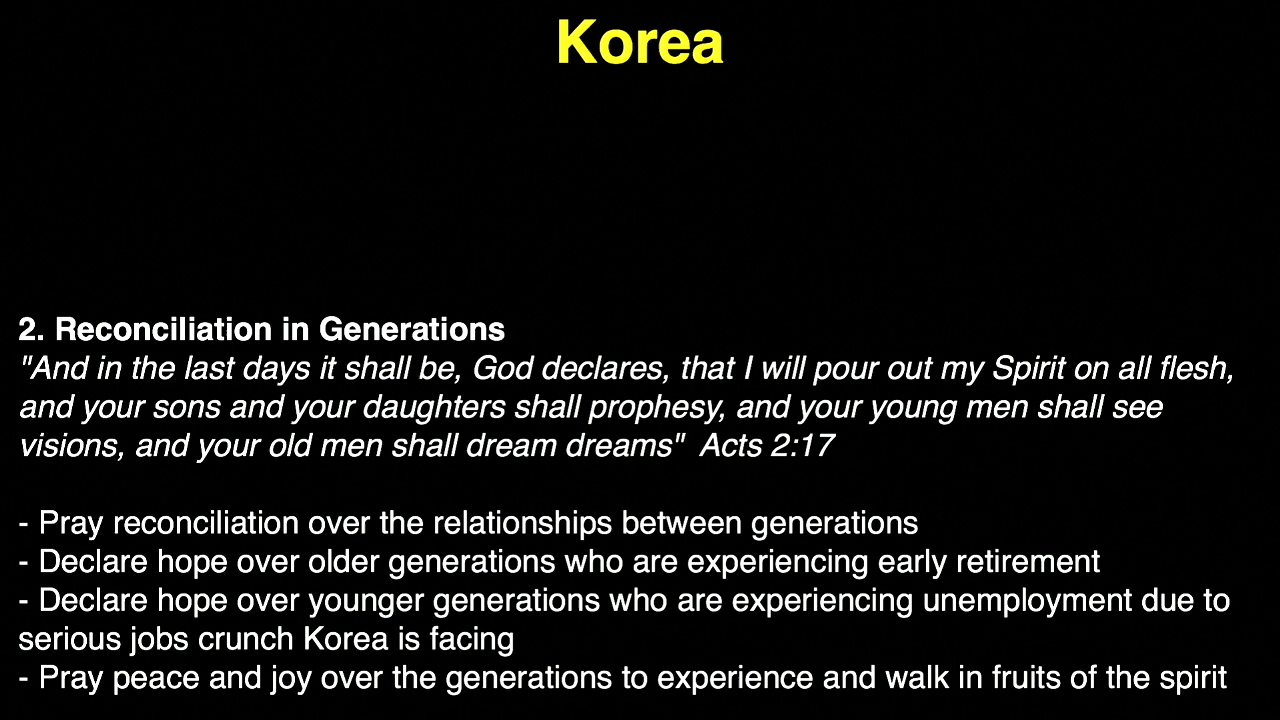 Korea
2. Reconciliation in Generations
"And in the last days it shall be, God declares, that I will pour out my Spirit on all flesh,
and your sons and your daughters shall prophesy, and your young men shall see
visions, and your old men shall dream dreams"  Acts 2:17
- Pray reconciliation over the relationships between generations
- Declare hope over older generations who are experiencing early retirement
- Declare hope over younger generations who are experiencing unemployment due to
serious jobs crunch Korea is facing
- Pray peace and joy over the generations to experience and walk in fruits of the spirit